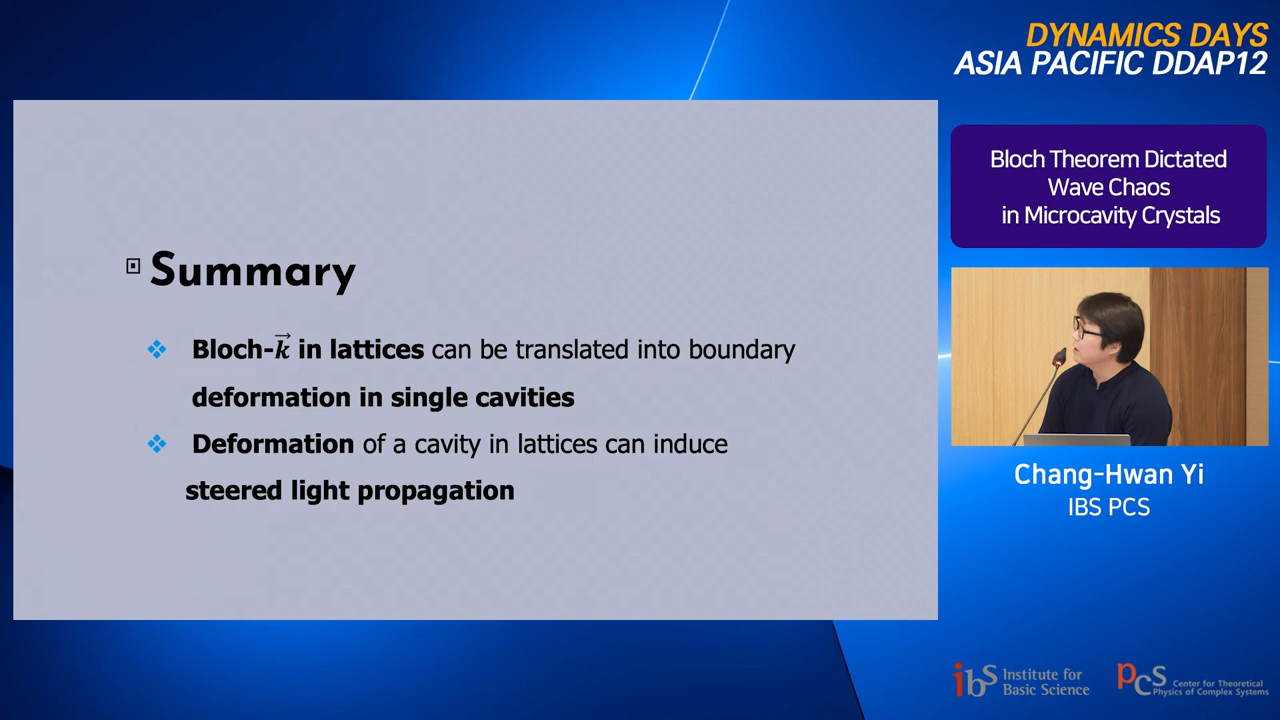 DYNAMICS DAYS
ASIA PACIFIC DDAP12
Bloch Theorem Dictated
Wave Chaos
in Microcavity Crystals
Summary
Bloch-k⃗ in lattices can be translated into boundary
deformation in single cavities
Deformation of a cavity in lattices can induce
steered light propagation
Chang-Hwan Yi
IBS PCS
ibs Institute for
Basic Science
PCS Center for Theoretical
Physics of Complex Systems